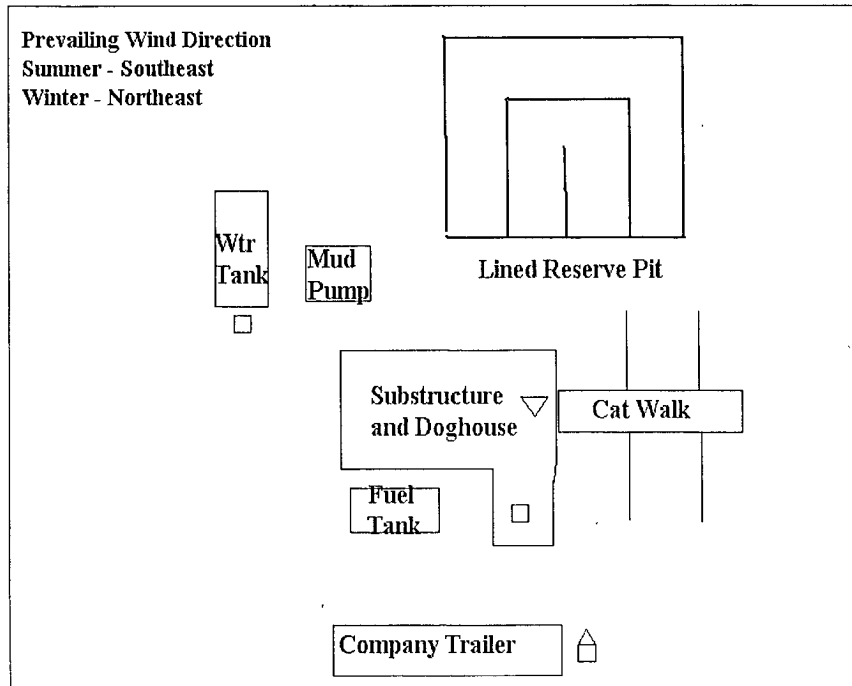 Prevailing Wind Direction
Summer - Southeast
Winter - Northeast
Wtr
Tank
Mud
Pump
Lined Reserve Pit
Substructure
and Doghouse
Cat Walk
Fuel
Tank
Company Trailer